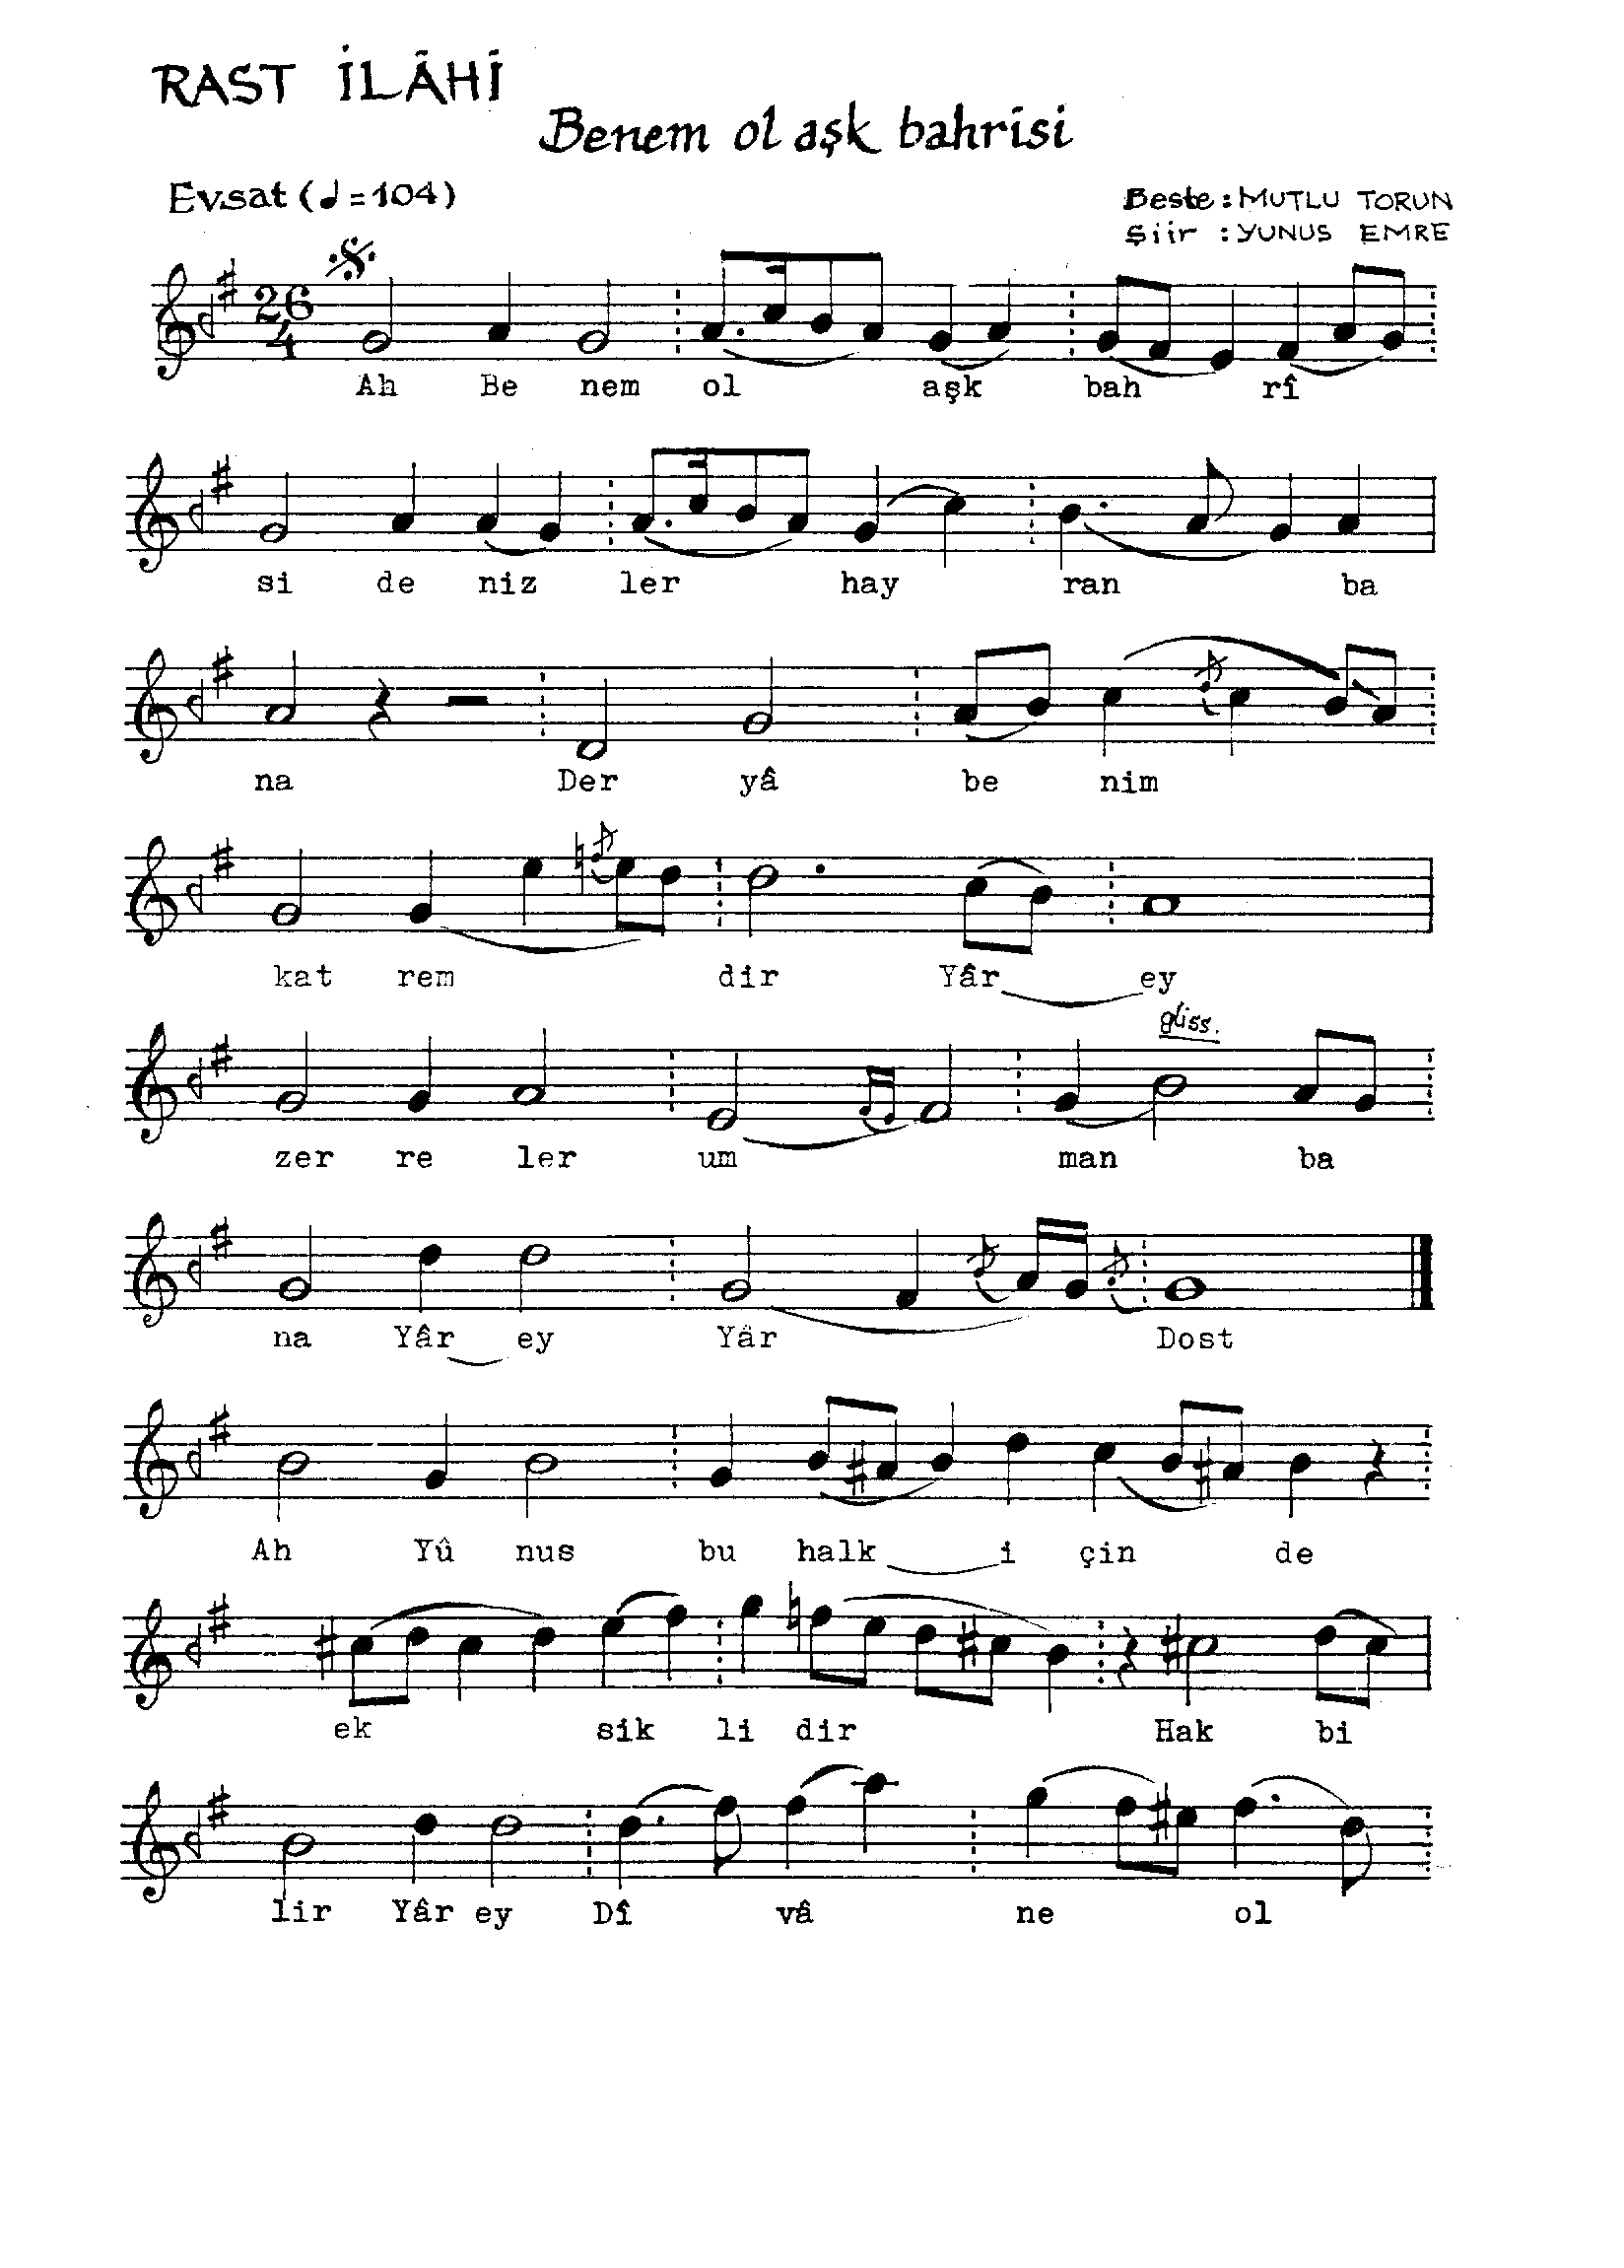 RAST İLÂHÎ
Benem ol aşk bahrîsi
Evsat (♩=104)
Beste : MUTLU TORUN
Şiir : YUNUS EMRE
26
4
Ah Be nem ol aşk bah rî
si de niz ler hay ran ba
na Der yâ be nim
kat rem dir Yâr ey
gliss.
zer re ler um man ba
na Yâr ey Yâr Dost
Ah Yû nus bu halk i çin de
ek sik li dir Hak bi
lir Yâr ey Dî vâ ne ol